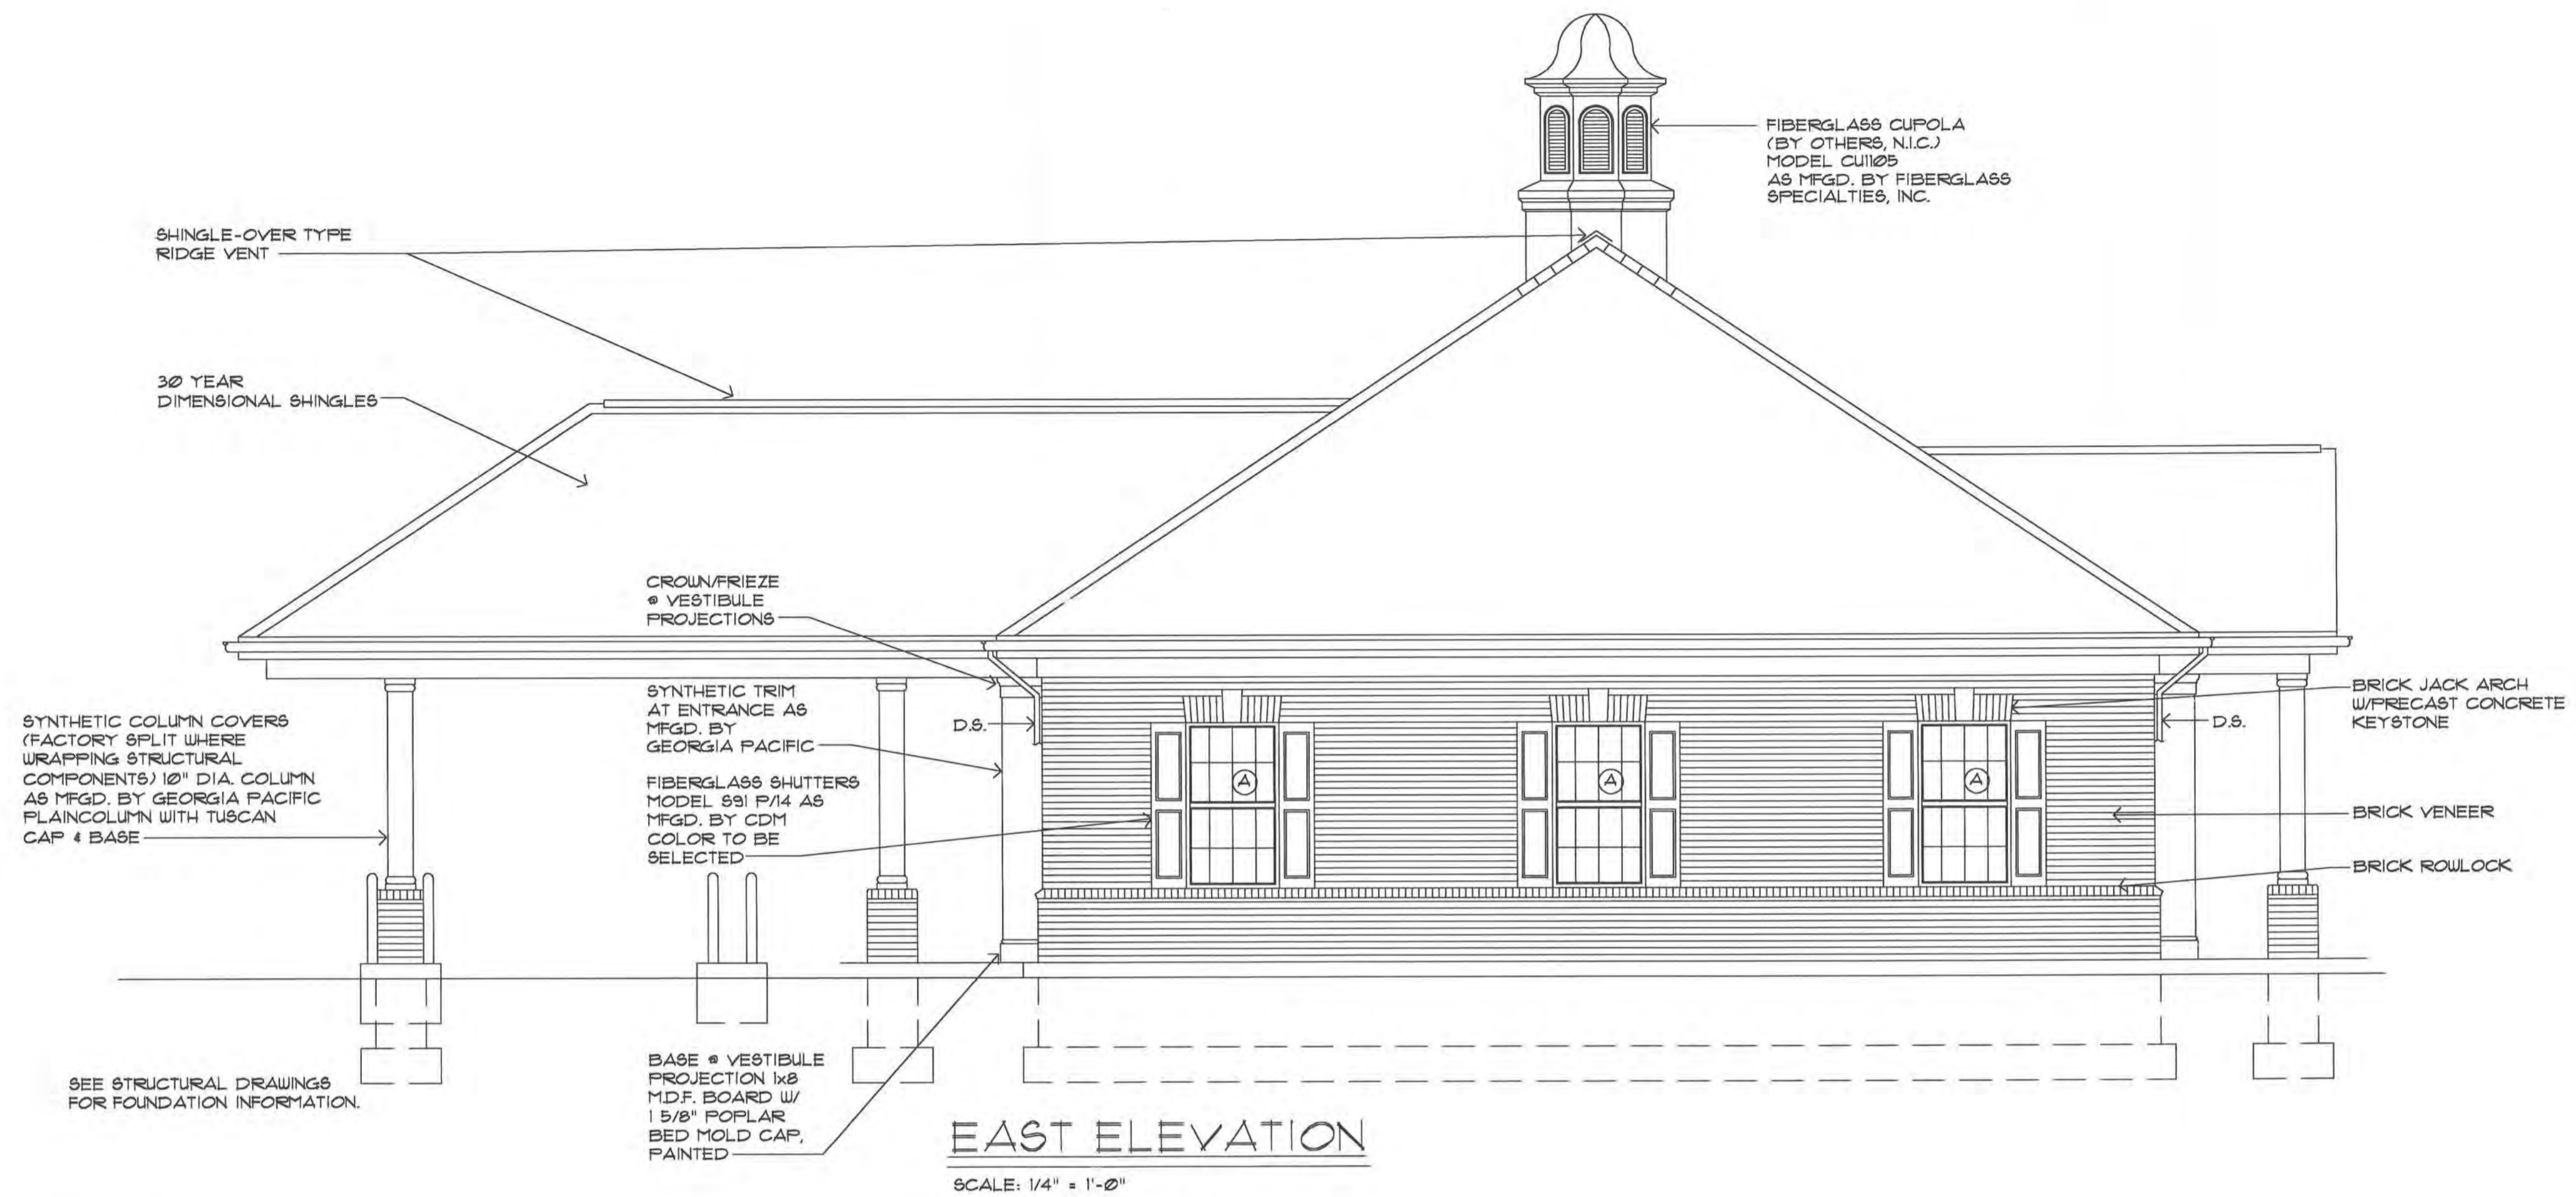 FIBERGLASS CUPOLA
(BY OTHERS, N.I.C.)
MODEL CU1105
AS MFGD. BY FIBERGLASS
SPECIALTIES, INC.
SHINGLE-OVER TYPE
RIDGE VENT
30 YEAR
DIMENSIONAL SHINGLES
CROWN/FRIEZE
@ VESTIBULE
PROJECTIONS
SYNTHETIC TRIM
AT ENTRANCE AS
MFGD. BY
GEORGIA PACIFIC
D.S.
FIBERGLASS SHUTTERS
MODEL S91 P/14 AS
MFGD. BY CDM
COLOR TO BE
SELECTED
SYNTHETIC COLUMN COVERS
(FACTORY SPLIT WHERE
WRAPPING STRUCTURAL
COMPONENTS) 10" DIA. COLUMN
AS MFGD. BY GEORGIA PACIFIC
PLAINCOLUMN WITH TUSCAN
CAP & BASE
A
A
A
BRICK JACK ARCH
W/PRECAST CONCRETE
KEYSTONE
D.S.
BRICK VENEER
BRICK ROWLOCK
SEE STRUCTURAL DRAWINGS
FOR FOUNDATION INFORMATION.
BASE @ VESTIBULE
PROJECTION 1x8
M.D.F. BOARD W/
1 5/8" POPLAR
BED MOLD CAP,
PAINTED
EAST ELEVATION
SCALE: 1/4" = 1'-0"